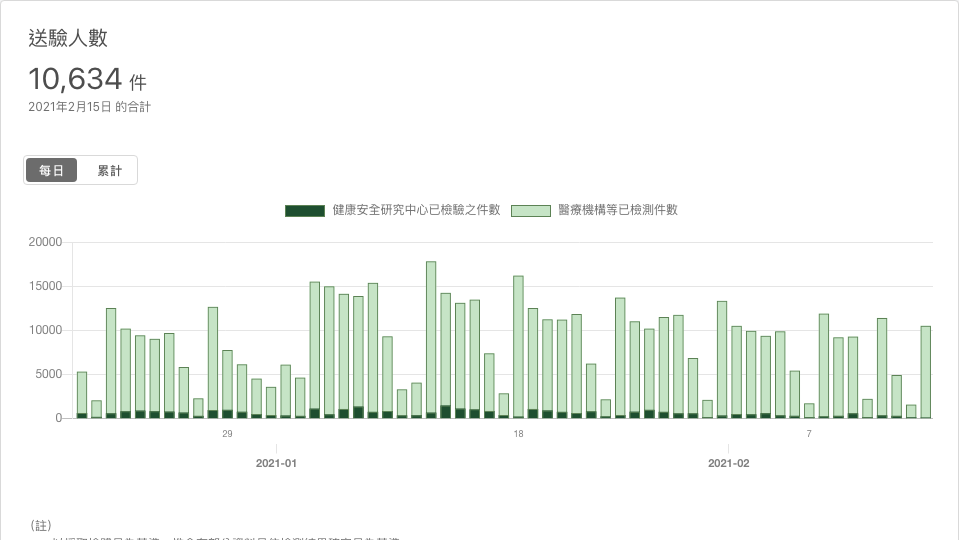 送驗人數
10,634 件
2021年2月15日 的合計
每日 累計
健康安全研究中心已檢驗之件數 醫療機構等已檢測件數
20000
15000
10000
5000
0
29 18 7
2021-01 2021-02
(註)